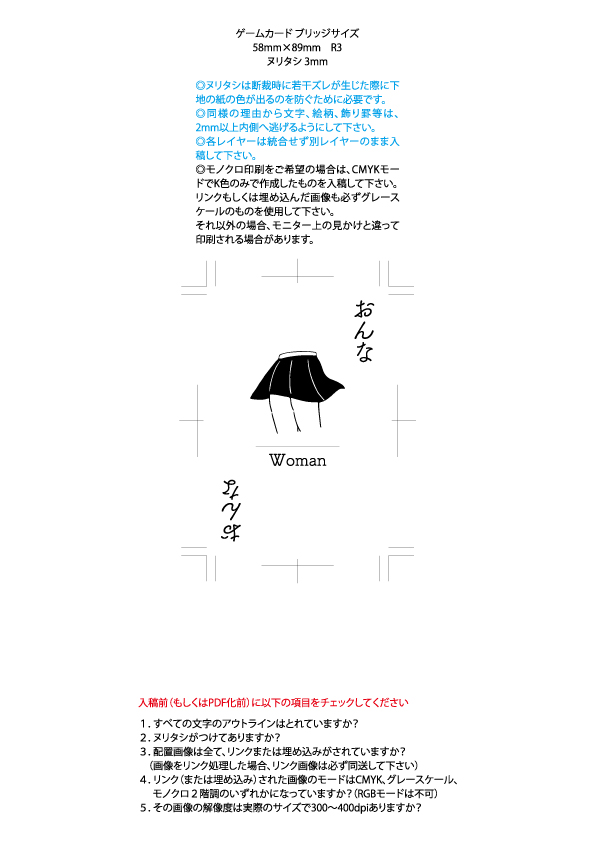 ゲームカード ブリッジサイズ
58mm×89mm　R3
ヌリタシ 3mm
◎ヌリタシは断裁時に若干ズレが生じた際に下
地の紙の色が出るのを防ぐために必要です。
◎同様の理由から文字、絵柄、飾り罫等は、
2mm以上内側へ逃げるようにして下さい。
◎各レイヤーは統合せず別レイヤーのまま入
稿して下さい。
◎モノクロ印刷をご希望の場合は、CMYKモー
ドでK色のみで作成したものを入稿して下さい。
リンクもしくは埋め込んだ画像も必ずグレース
ケールのものを使用して下さい。
それ以外の場合、モニター上の見かけと違って
印刷される場合があります。
おんな
Woman
おんな
入稿前（もしくはPDF化前）に以下の項目をチェックしてください
１．すべての文字のアウトラインはとれていますか？
２．ヌリタシがつけてありますか？
３．配置画像は全て、リンクまたは埋め込みがされていますか？
（画像をリンク処理した場合、リンク画像は必ず同送して下さい）
４．リンク（または埋め込み）された画像のモードはCMYK、グレースケール、
モノクロ２階調のいずれかになっていますか？（RGBモードは不可）
５．その画像の解像度は実際のサイズで300〜400dpiありますか？